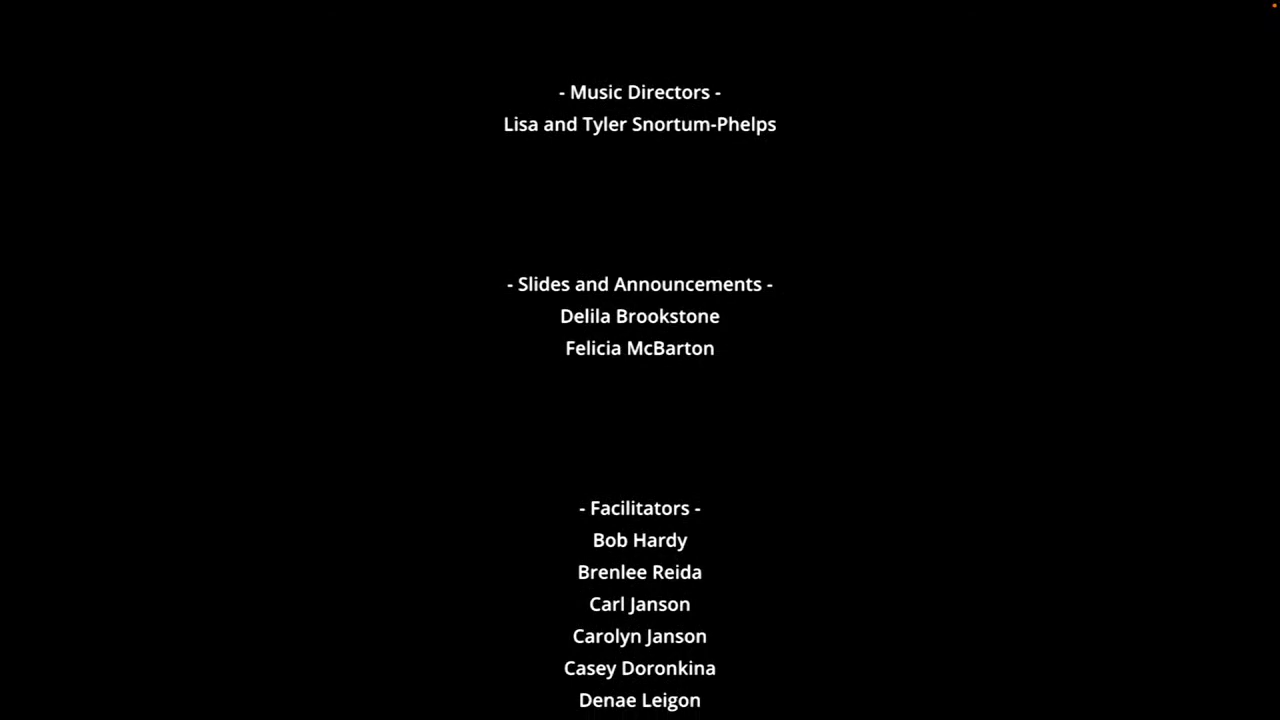 - Music Directors -
Lisa and Tyler Snortum-Phelps
- Slides and Announcements -
Delila Brookstone
Felicia McBarton
- Facilitators -
Bob Hardy
Brenlee Reida
Carl Janson
Carolyn Janson
Casey Doronkina
Denae Leigon